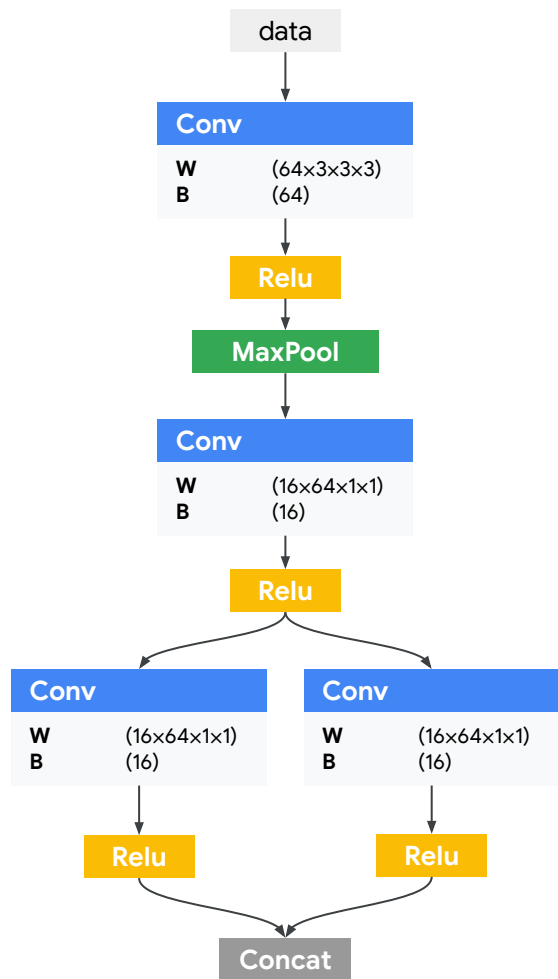 data
Conv
W (64×3×3×3)
B (64)
Relu
MaxPool
Conv
W (16×64×1×1)
B (16)
Relu
Conv
W (16×64×1×1)
B (16)
Relu
Conv
W (16×64×1×1)
B (16)
Relu
Concat